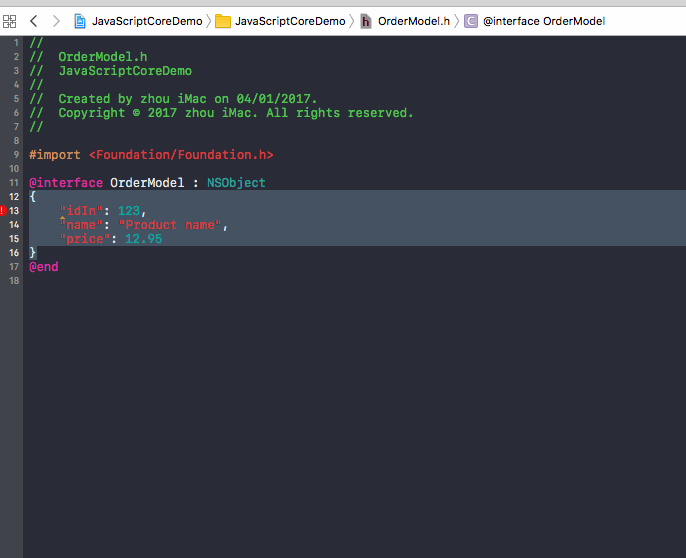 JavaScriptCoreDemo JavaScriptCoreDemo h OrderModel.h C @interface OrderModel
1 //
2 //  OrderModel.h
3 //  JavaScriptCoreDemo
4 //
5 //  Created by zhou iMac on 04/01/2017.
6 //  Copyright © 2017 zhou iMac. All rights reserved.
7 //
8
9 #import <Foundation/Foundation.h>
10
11 @interface OrderModel : NSObject
12 {
13     "idIn": 123,
14     "name": "Product name",
15     "price": 12.95
16 }
17 @end
18